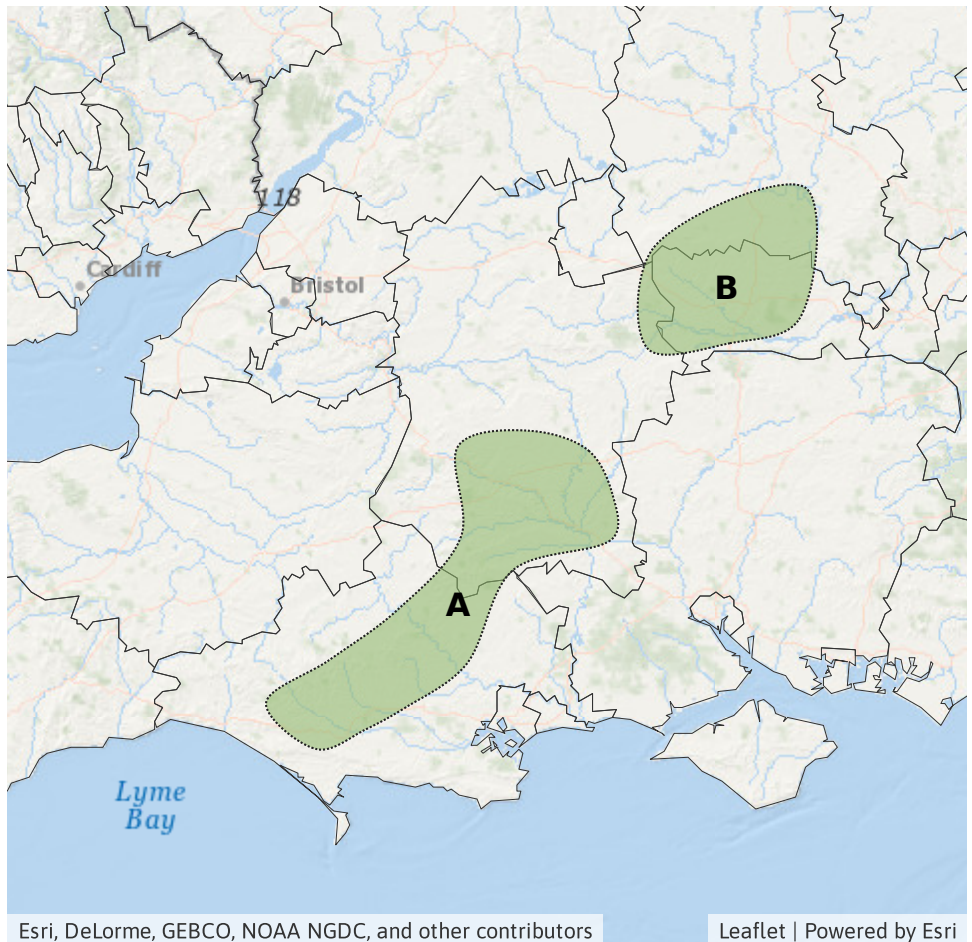 118
Cardiff
Bristol
B
A
Lyme
Bay
Esri, DeLorme, GEBCO, NOAA NGDC, and other contributors
Leaflet | Powered by Esri